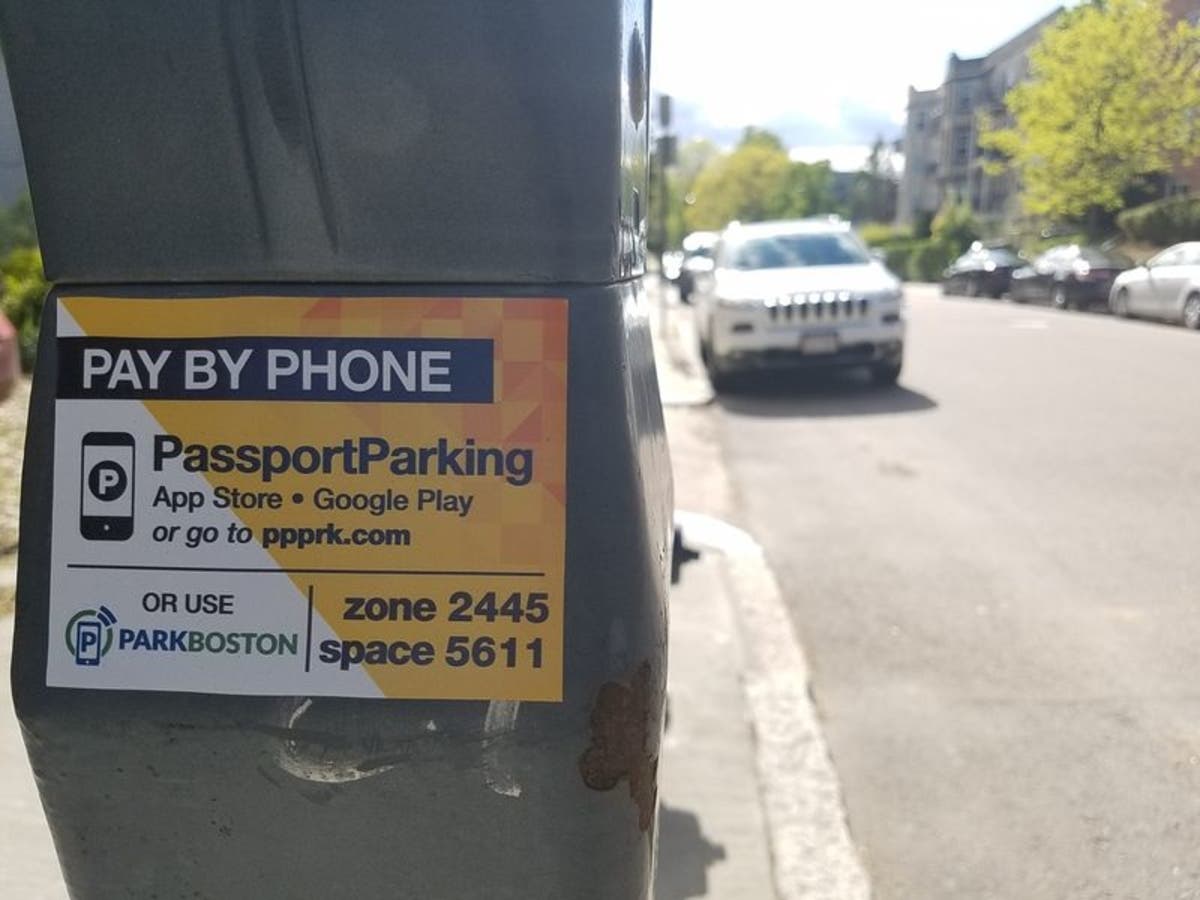 PAY BY PHONE
P
PassportParking
App Store • Google Play
or go to ppprk.com
OR USE
P PARKBOSTON
zone 2445
space 5611